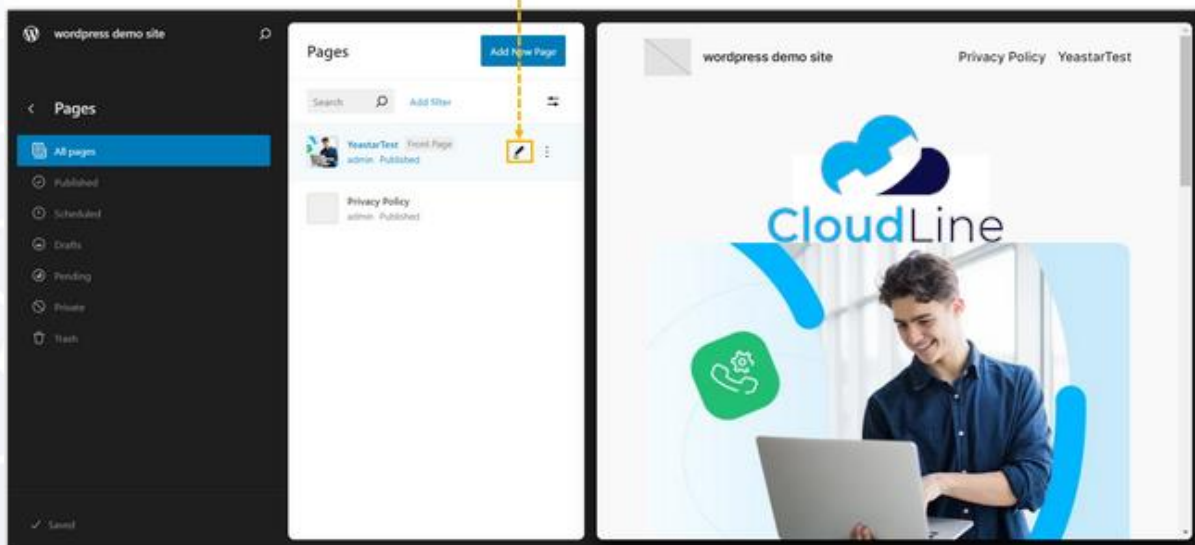 wordpress demo site
Pages
All pages
Published
Scheduled
Drafts
Pending
Private
Trash
Saved
Pages
Add New Page
Search
Add filter
YeastarTest Front Page
admin Published
Privacy Policy
admin Published
wordpress demo site
Privacy Policy YeastarTest
CloudLine